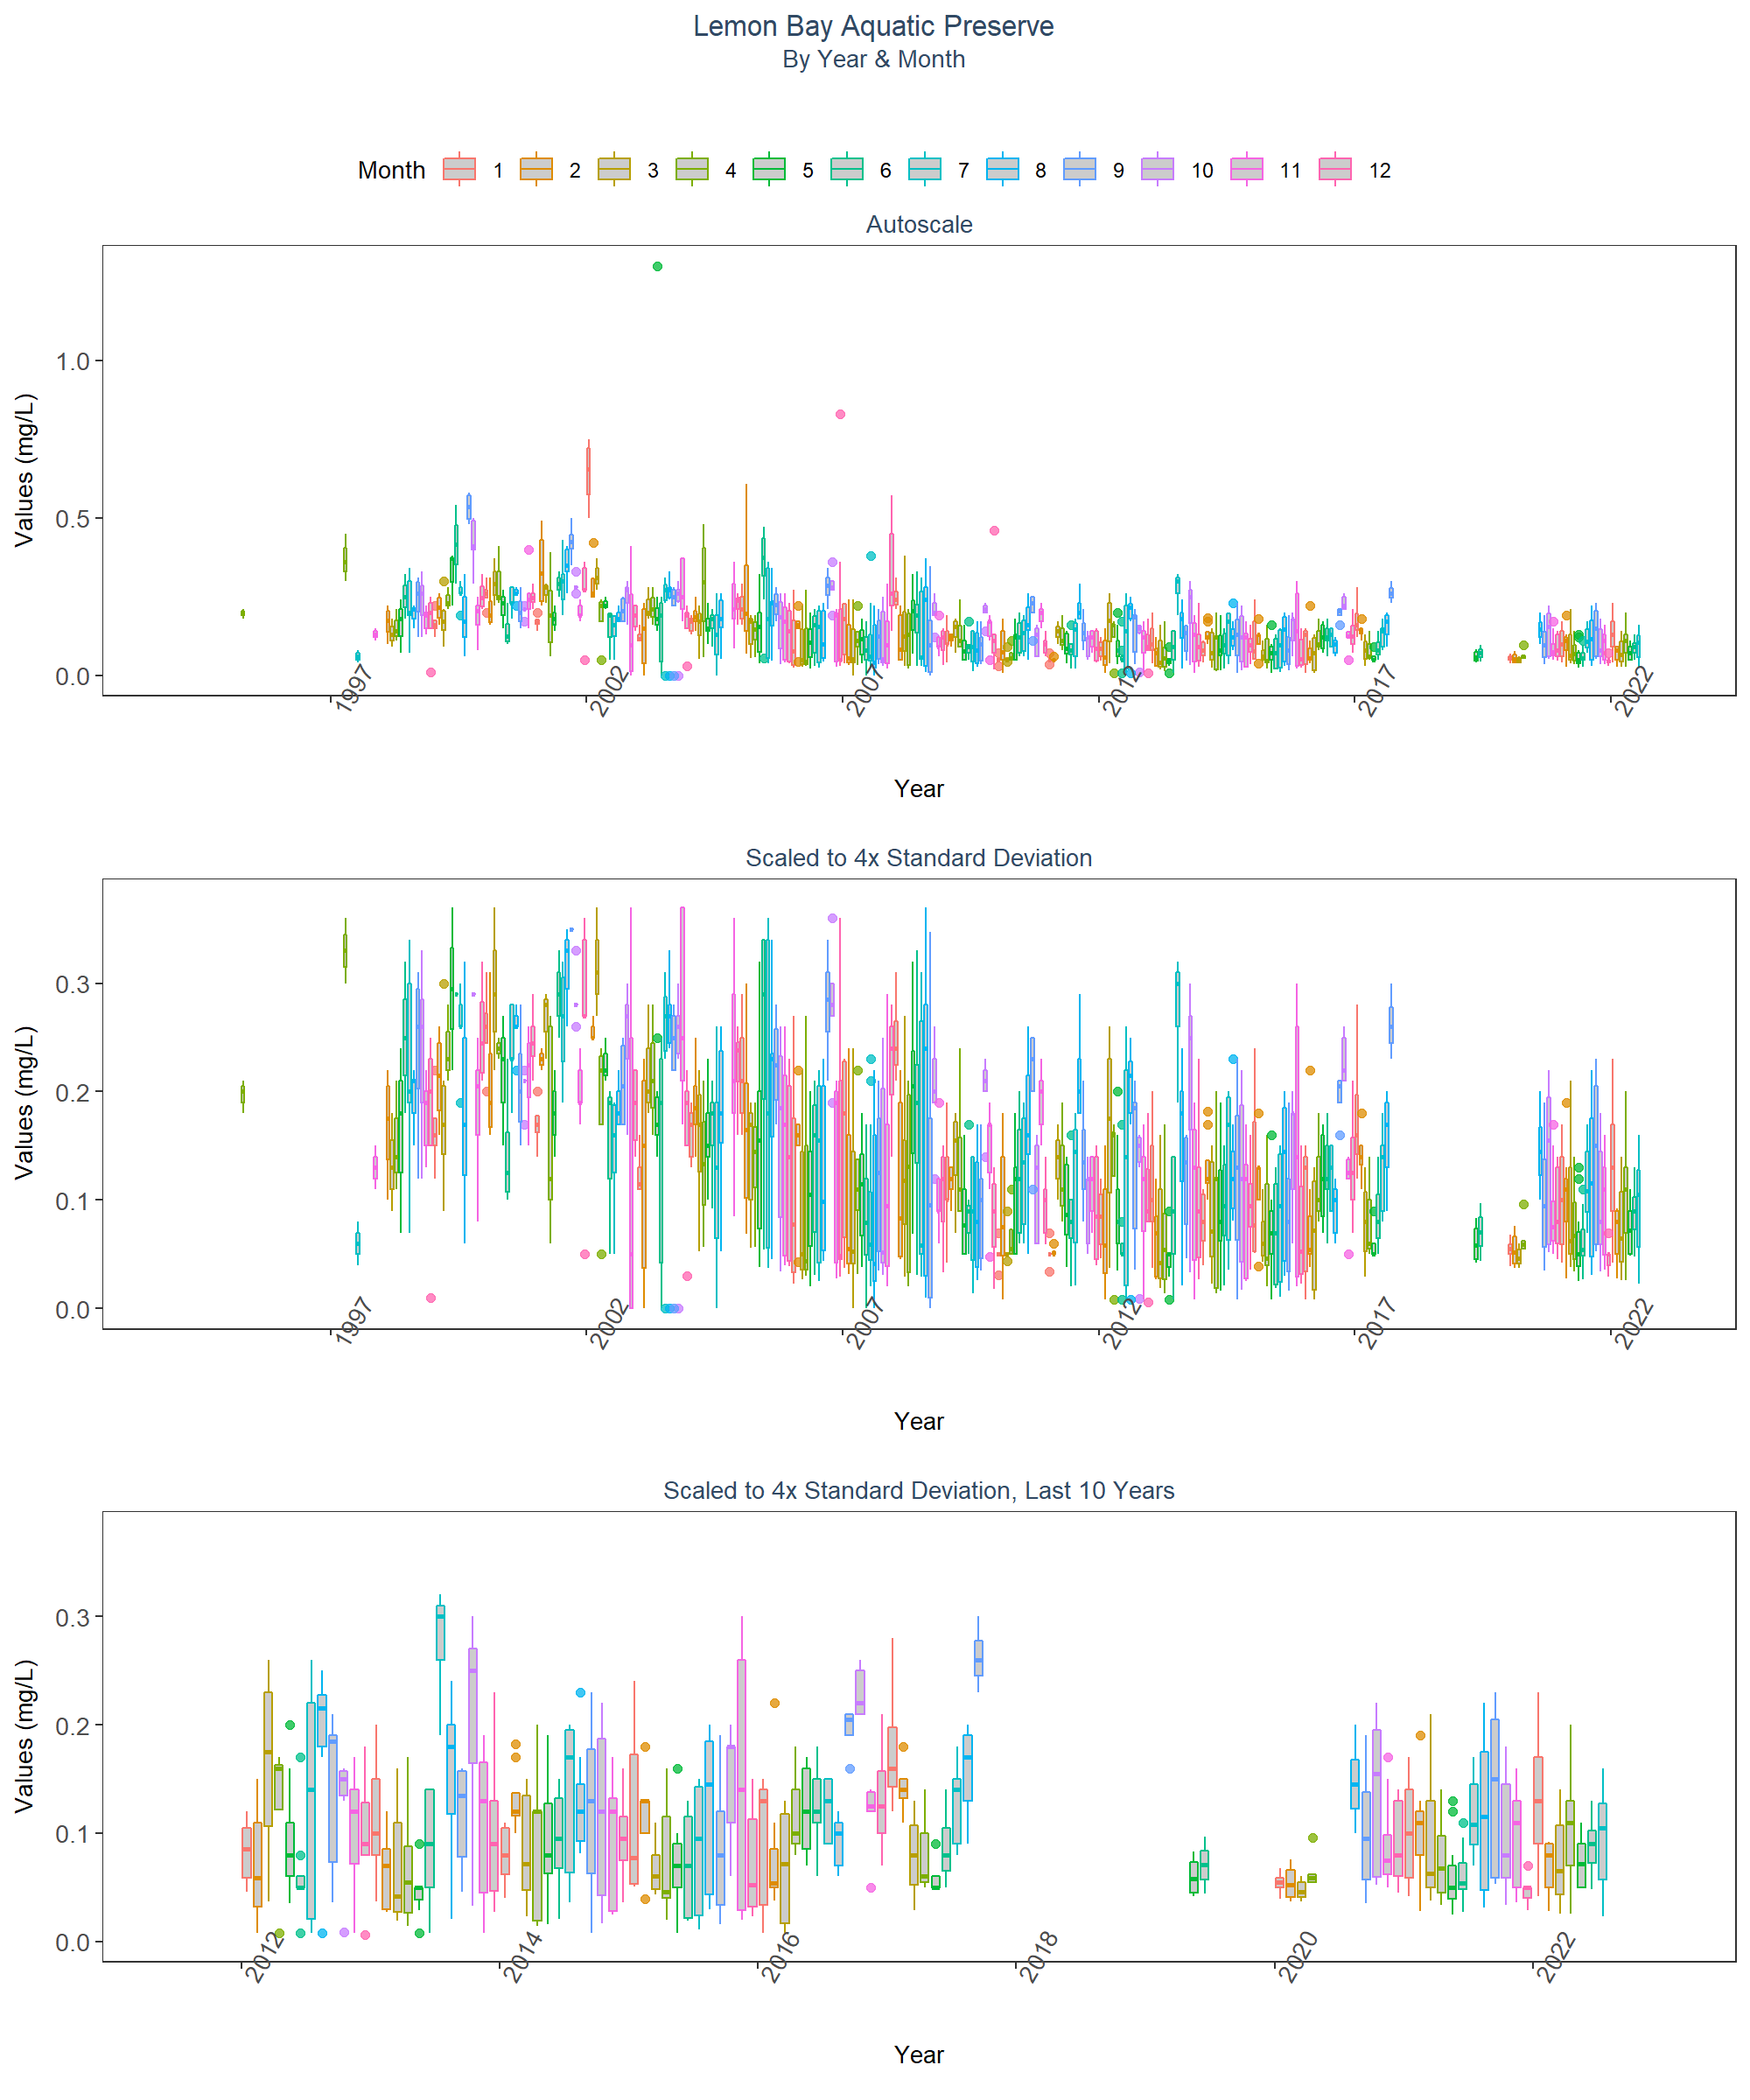 Lemon Bay Aquatic Preserve
By Year & Month
Month 1 2 3 4 5 6 7 8 9 10 11 12
Autoscale
Values (mg/L)
1.0
0.5
0.0
1997 2002 2007 2012 2017 2022
Year
Scaled to 4x Standard Deviation
Values (mg/L)
0.3
0.2
0.1
0.0
1997 2002 2007 2012 2017 2022
Year
Scaled to 4x Standard Deviation, Last 10 Years
Values (mg/L)
0.3
0.2
0.1
0.0
2012 2014 2016 2018 2020 2022
Year